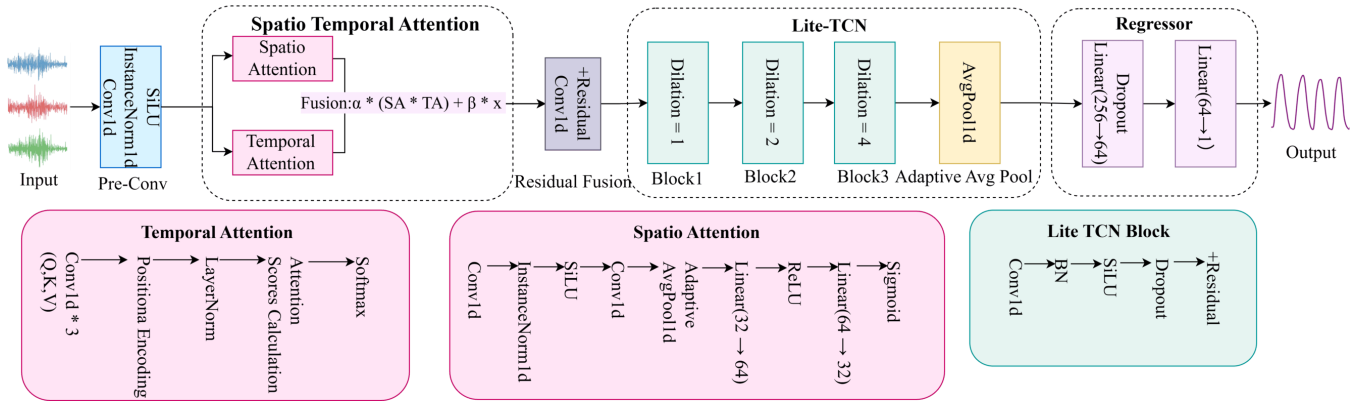 Spatio Temporal Attention
Lite-TCN
Regressor
Input
SiLU
InstanceNorm1d
Conv1d
Pre-Conv
Spatio
Attention
Fusion:α * (SA * TA) + β * x
Temporal
Attention
+Residual
Conv1d
Residual Fusion
Dilation = 1
Block1
Dilation = 2
Block2
Dilation = 4
Block3
AvgPool1d
Adaptive Avg Pool
Dropout
Linear(256→64)
Linear(64→1)
Output
Temporal Attention
Conv1d * 3
(Q,K,V)
Positiona Encoding
LayerNorm
Attention
Scores Calculation
Softmax
Spatio Attention
Conv1d
InstanceNorm1d
SiLU
Conv1d
Adaptive
AvgPool1d
Linear(32 → 64)
ReLU
Linear(64 → 32)
Sigmoid
Lite TCN Block
Conv1d
BN
SiLU
Dropout
+Residual